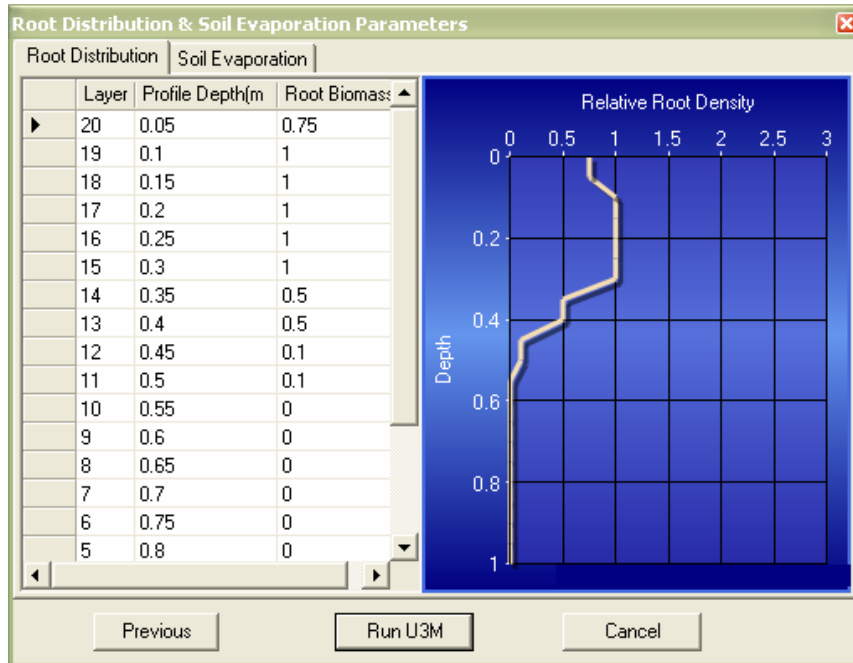 Root Distribution & Soil Evaporation Parameters
Root Distribution
Soil Evaporation
Layer Profile Depth(m Root Biomass
20 0.05 0.75
19 0.1 1
18 0.15 1
17 0.2 1
16 0.25 1
15 0.3 1
14 0.35 0.5
13 0.4 0.5
12 0.45 0.1
11 0.5 0.1
10 0.55 0
9 0.6 0
8 0.65 0
7 0.7 0
6 0.75 0
5 0.8 0
Relative Root Density
0 0.5 1 1.5 2 2.5 3
0
0.2
0.4
0.6
0.8
1
Depth
Previous
Run U3M
Cancel